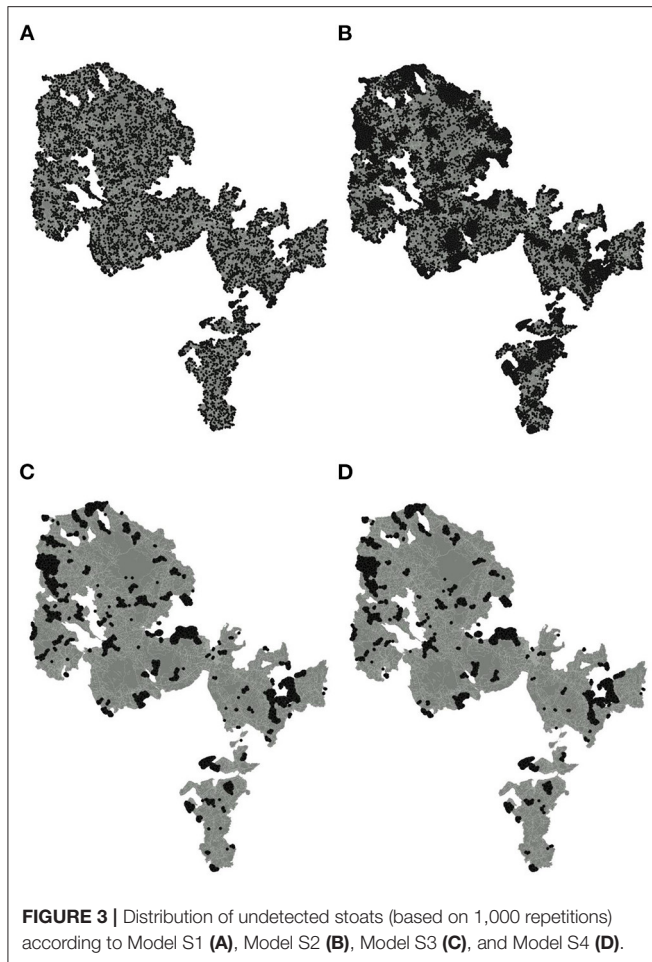 A
B
C
D
FIGURE 3 | Distribution of undetected stoats (based on 1,000 repetitions)
according to Model S1 (A), Model S2 (B), Model S3 (C), and Model S4 (D).